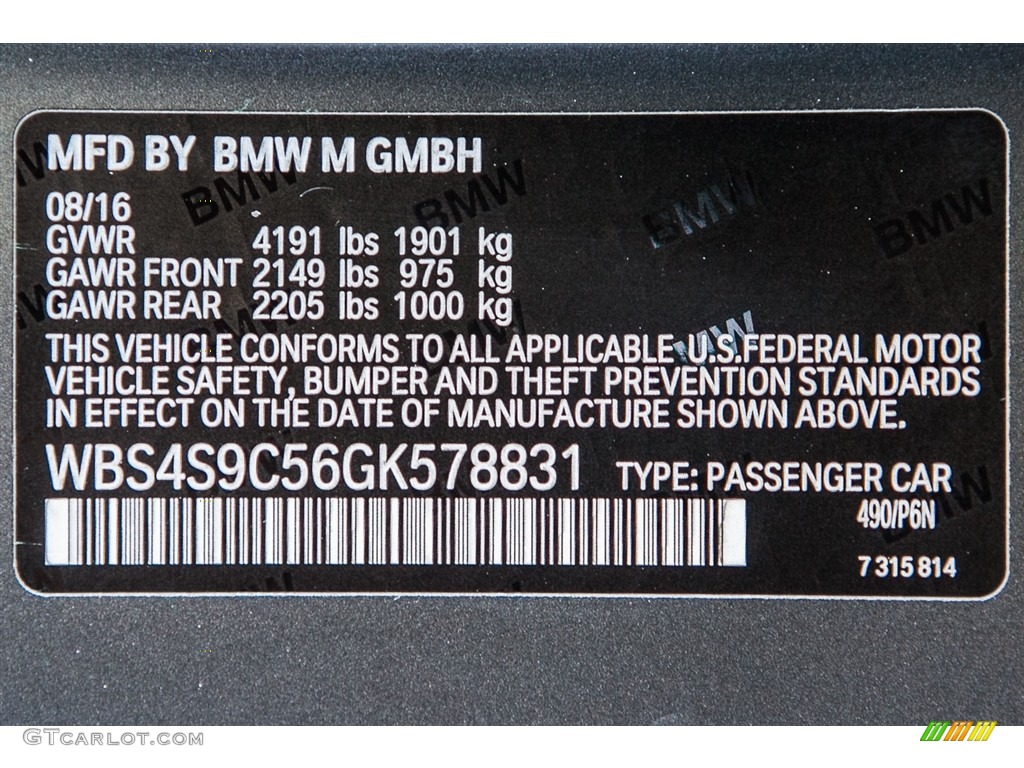 MFD BY BMW M GMBH
08/16
GVWR 4191 lbs 1901 kg
GAWR FRONT 2149 lbs 975 kg
GAWR REAR 2205 lbs 1000 kg
THIS VEHICLE CONFORMS TO ALL APPLICABLE U.S.FEDERAL MOTOR
VEHICLE SAFETY, BUMPER AND THEFT PREVENTION STANDARDS
IN EFFECT ON THE DATE OF MANUFACTURE SHOWN ABOVE.
WBS4S9C56GK578831 TYPE: PASSENGER CAR
490/P6N
7 315 814
GTCARLOT.COM